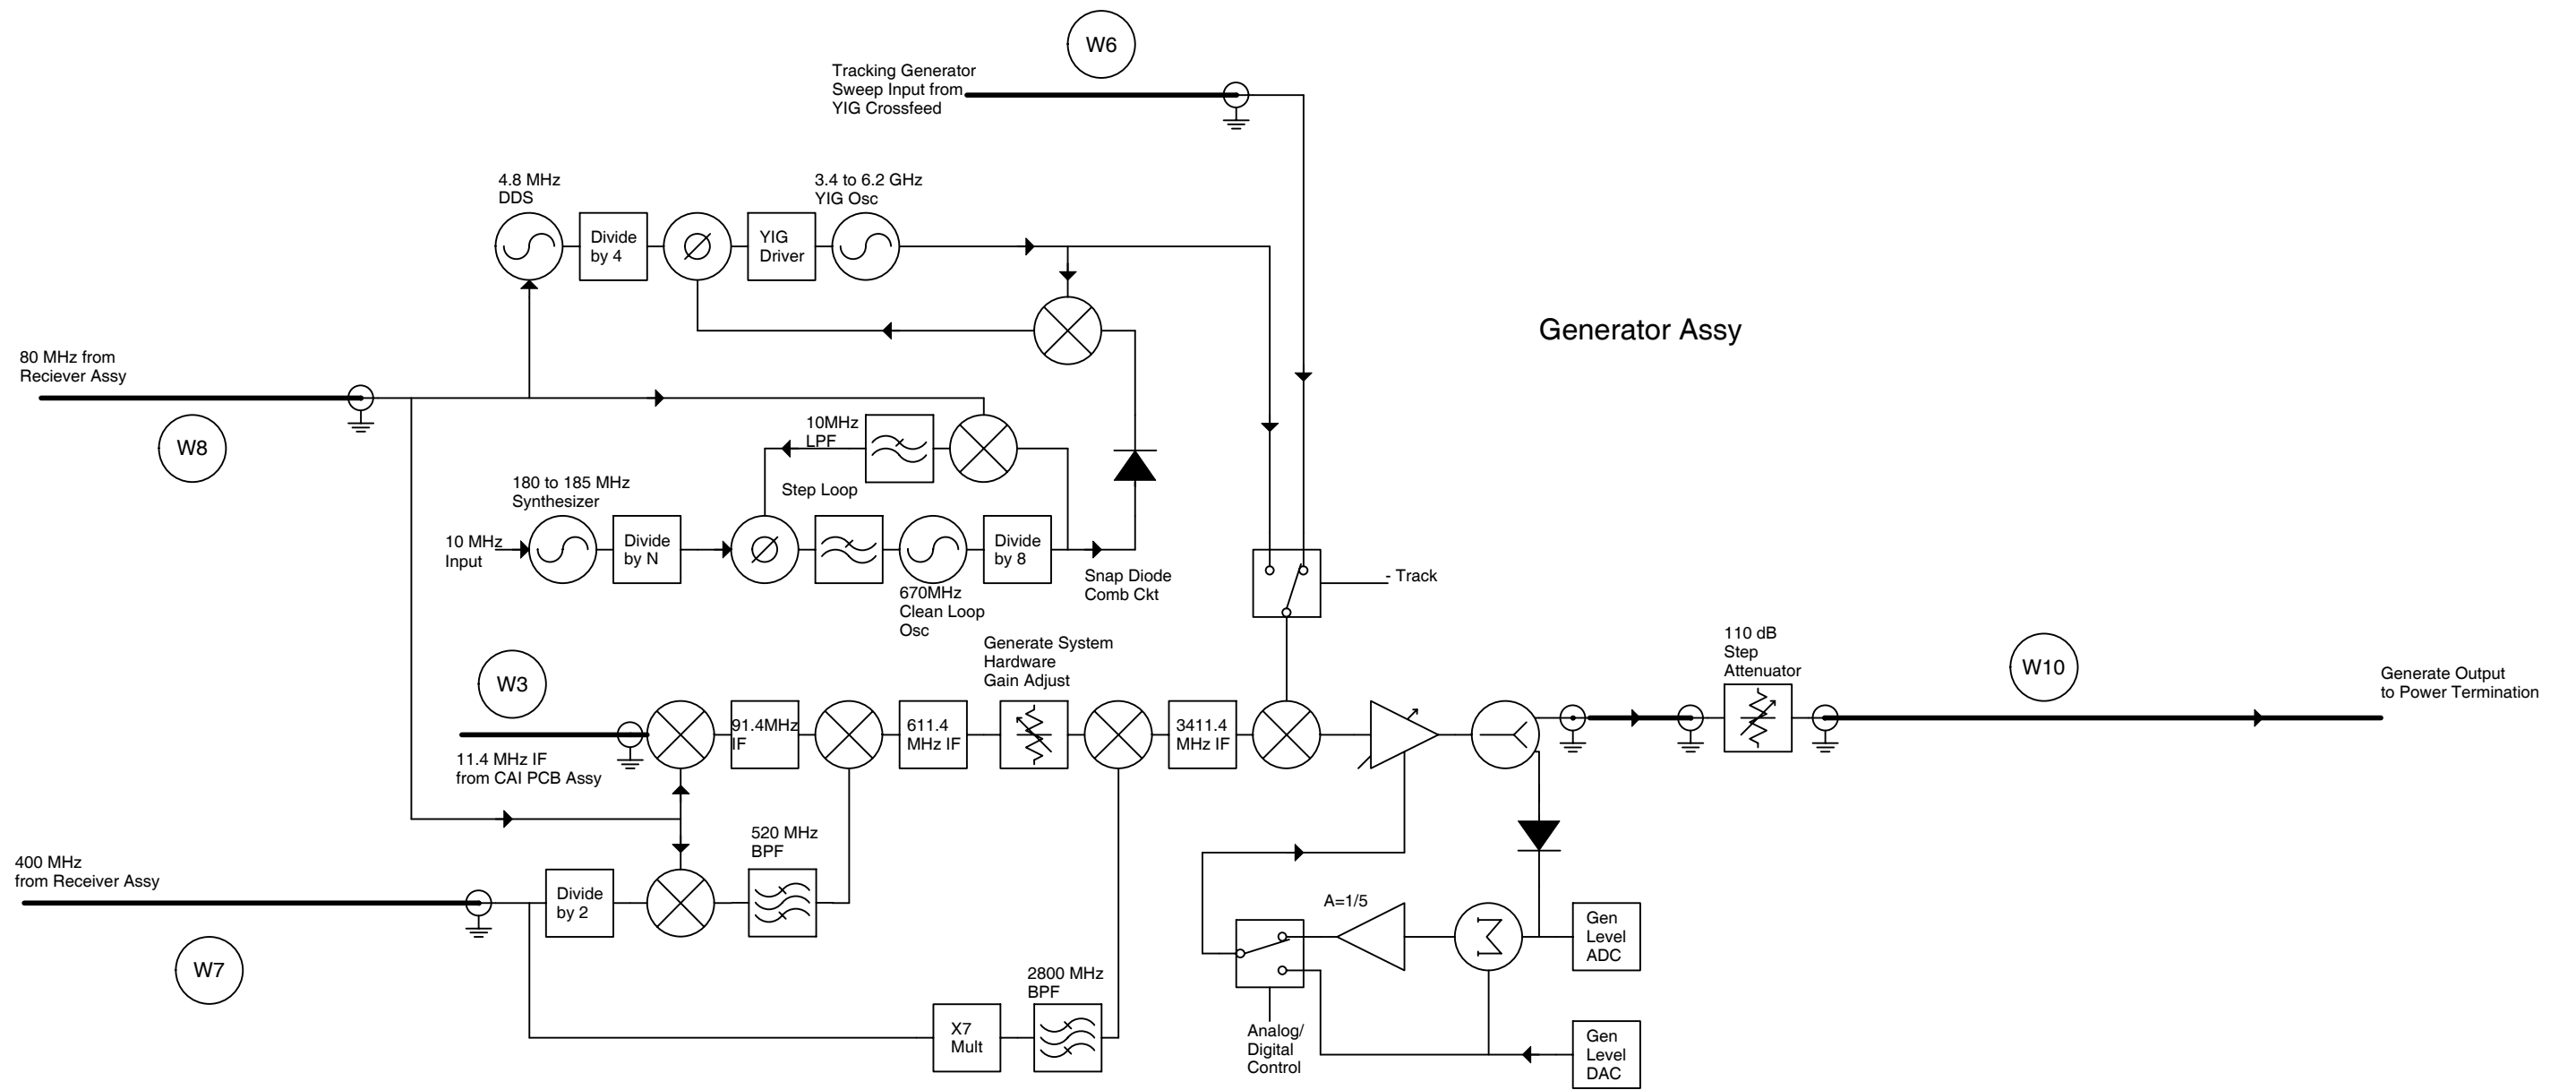 W6
Tracking Generator
Sweep Input from
YIG Crossfeed
4.8 MHz
DDS
3.4 to 6.2 GHz
YIG Osc
Divide
by 4
YIG
Driver
Generator Assy
80 MHz from
Reciever Assy
W8
10MHz
LPF
Step Loop
180 to 185 MHz
Synthesizer
10 MHz
Input
Divide
by N
Divide
by 8
670MHz
Clean Loop
Osc
Snap Diode
Comb Ckt
- Track
W3
11.4 MHz IF
from CAI PCB Assy
91.4MHz
IF
611.4
MHz IF
Generate System
Hardware
Gain Adjust
3411.4
MHz IF
110 dB
Step
Attenuator
W10
Generate Output
to Power Termination
400 MHz
from Receiver Assy
W7
Divide
by 2
520 MHz
BPF
X7
Mult
2800 MHz
BPF
A=1/5
Σ
Gen
Level
ADC
Analog/
Digital
Control
Gen
Level
DAC